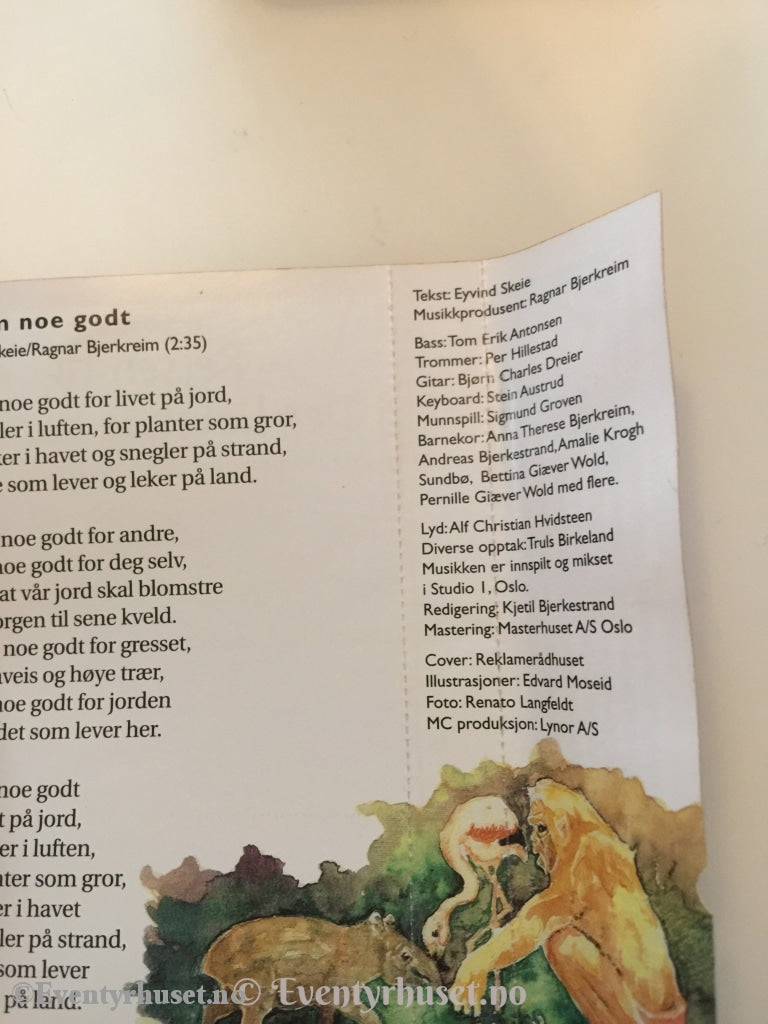 n noe godt
keie/Ragnar Bjerkreim (2:35)
noe godt for livet på jord,
ler i luften, for planter som gror,
ker i havet og snegler på strand,
e som lever og leker på land.
noe godt for andre,
noe godt for deg selv,
at vår jord skal blomstre
orgen til sene kveld.
noe godt for gresset,
veis og høye trær,
noe godt for jorden
det som lever her.
noe godt
t på jord,
er i luften,
nter som gror,
er i havet
ler på strand,
som lever
på land.
Tekst: Eyvind Skeie
Musikkprodusent: Ragnar Bjerkreim
Bass: Tom Erik Antonsen
Trommer: Per Hillestad
Gitar: Bjørn Charles Dreier
Keyboard: Stein Austrud
Munnspill: Sigmund Groven
Barnekor: Anna Therese Bjerkreim,
Andreas Bjerkestrand, Amalie Krogh
Sundbø, Bettina Giæver Wold,
Pernille Giæver Wold med flere.
Lyd: Alf Christian Hvidsteen
Diverse opptak: Truls Birkeland
Musikken er innspilt og mikset
i Studio 1, Oslo.
Redigering: Kjetil Bjerkestrand
Mastering: Masterhuset A/S Oslo
Cover: Reklamerådhuset
Illustrasjoner: Edvard Moseid
Foto: Renato Langfeldt
MC produksjon: Lynor A/S
© Eventyrhuset.no © Eventyrhuset.no